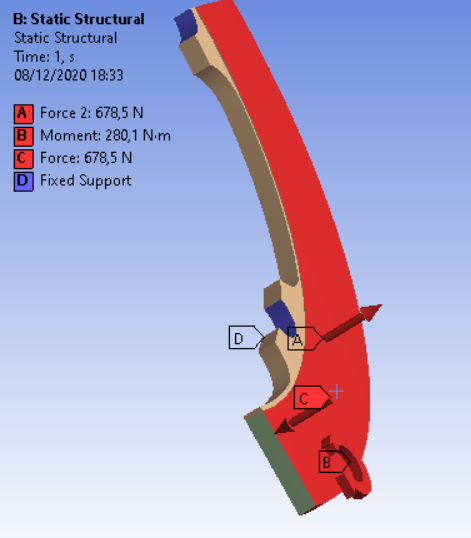 B: Static Structural
Static Structural
Time: 1, s
08/12/2020 18:33
A Force 2: 678,5 N
B Moment: 280,1 N·m
C Force: 678,5 N
D Fixed Support
D
A
C
B